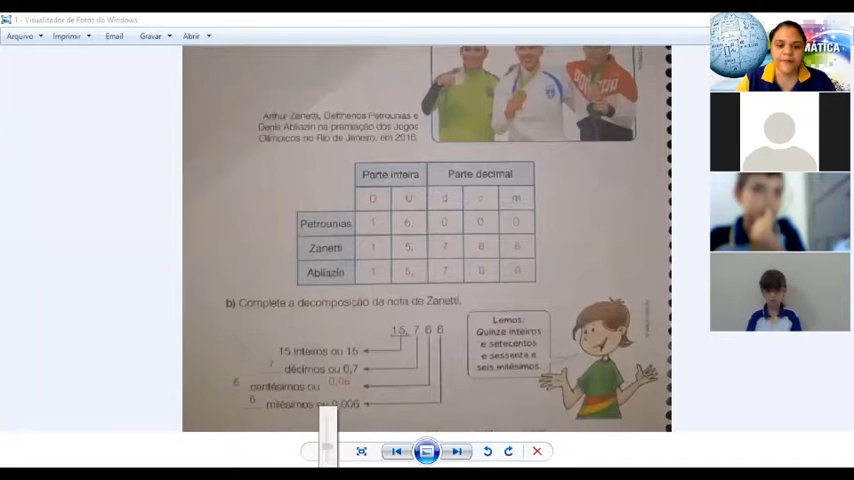 1 - Visualizador de Fotos do Windows
Arquivo Imprimir Email Gravar Abrir
MÁTICA
Arthur Zanetti, Eleftherios Petrounias e
Denis Abliazin na premiação dos Jogos
Olímpicos no Rio de Janeiro, em 2016.
Parte inteira Parte decimal
D U d c m
Petrounias 1 6, 0 0 0
Zanetti 1 5, 7 6 6
Abliazin 1 5, 7 0 0
b) Complete a decomposição da nota de Zanetti.
15, 7 6 6
15 inteiros ou 15
7 décimos ou 0,7
6 centésimos ou 0,06
6 milésimos ou 0,006
Lemos:
Quinze inteiros
e setecentos
e sessenta e
seis milésimos.